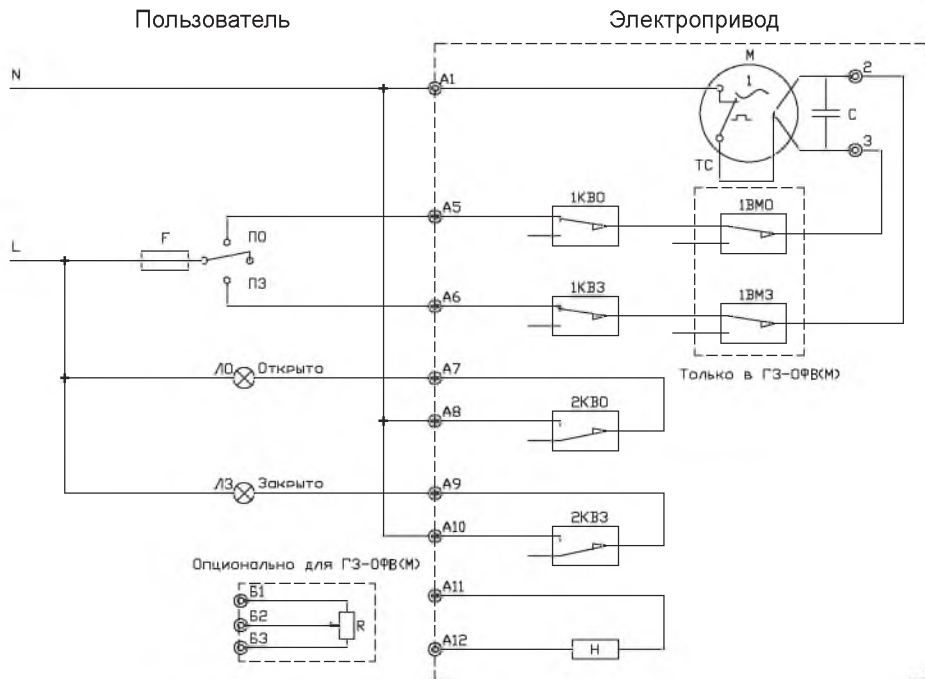 Пользователь
Электропривод
N
A1
M
1
2
C
3
TC
A5
1КВО
1ВМО
L
F
ПО
ПЗ
A6
1КВЗ
1ВМЗ
Только в ГЗ-ОФВ(М)
ЛО
Открыто
A7
A8
2КВО
ЛЗ
Закрыто
A9
A10
2КВЗ
Опционально для ГЗ-ОФВ(М)
Б1
Б2
R
Б3
A11
A12
H